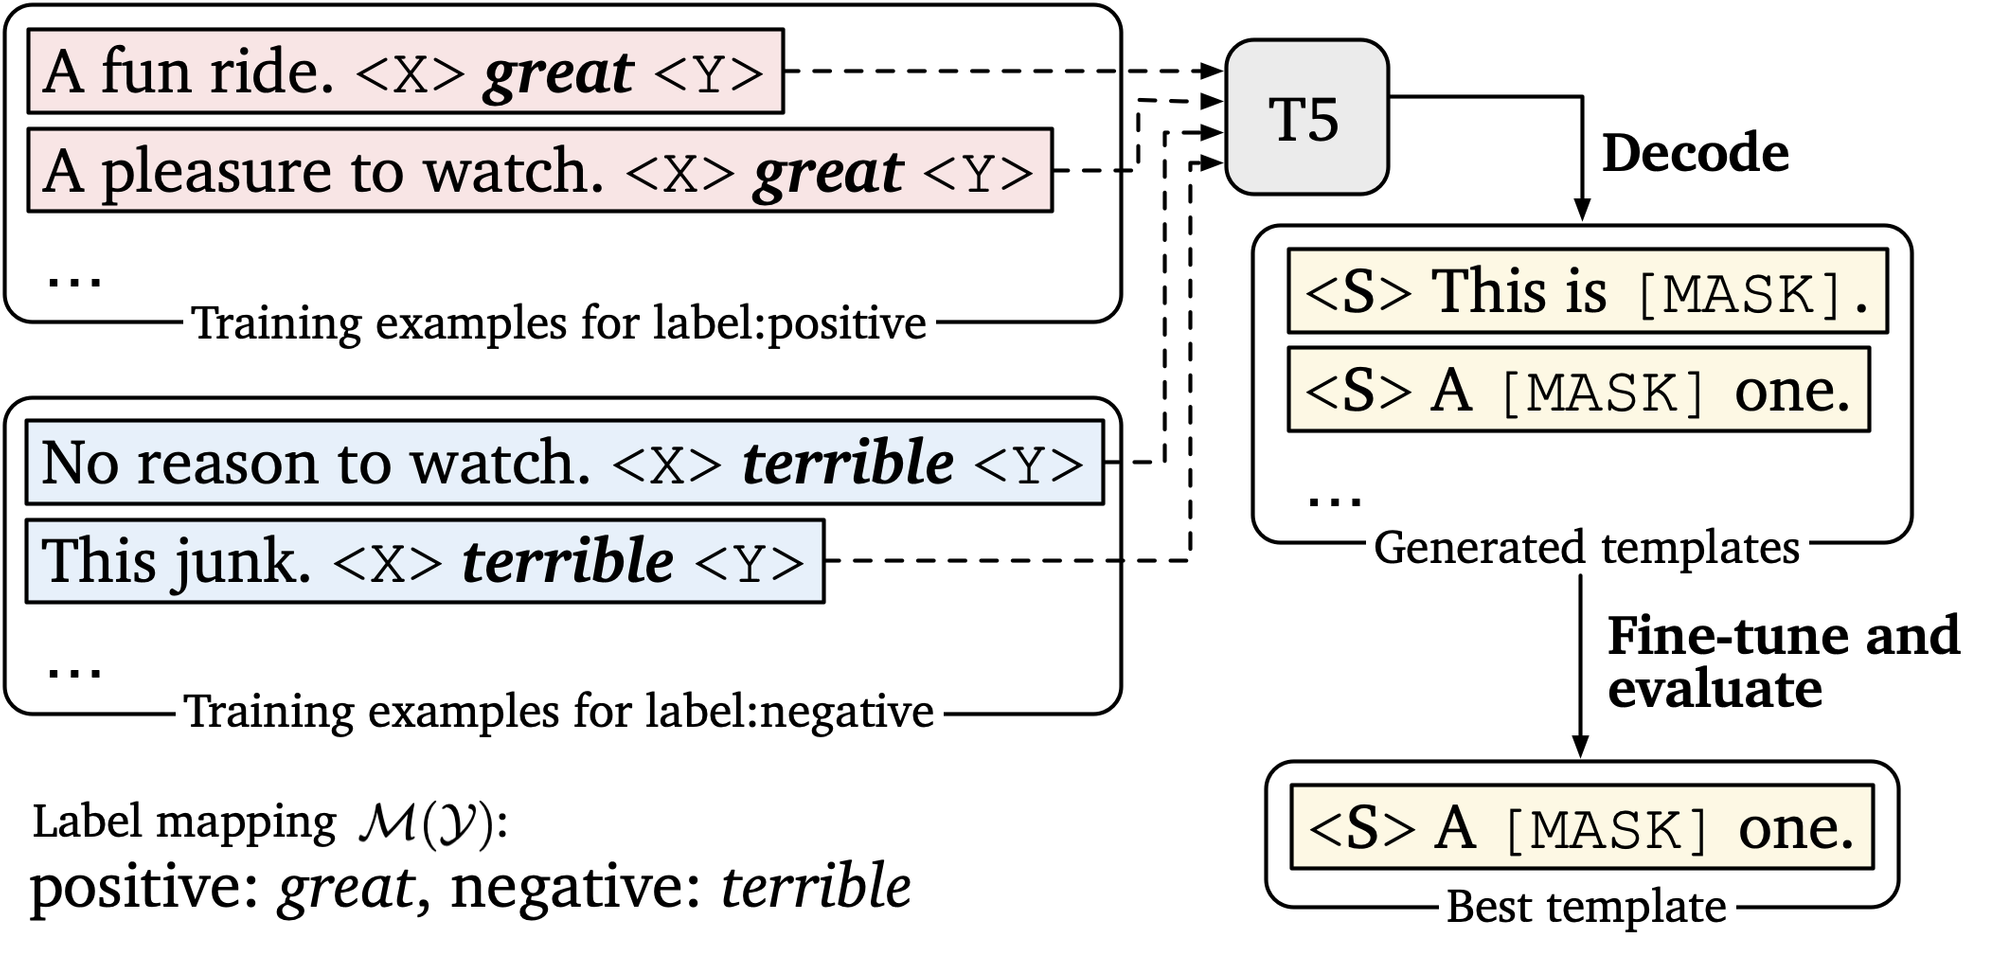 A fun ride. <X> great <Y>
A pleasure to watch. <X> great <Y>
...
Training examples for label:positive
No reason to watch. <X> terrible <Y>
This junk. <X> terrible <Y>
...
Training examples for label:negative
Label mapping ℳ(𝒴):
positive: great, negative: terrible
T5
Decode
<S> This is [MASK].
<S> A [MASK] one.
...
Generated templates
Fine-tune and
evaluate
<S> A [MASK] one.
Best template